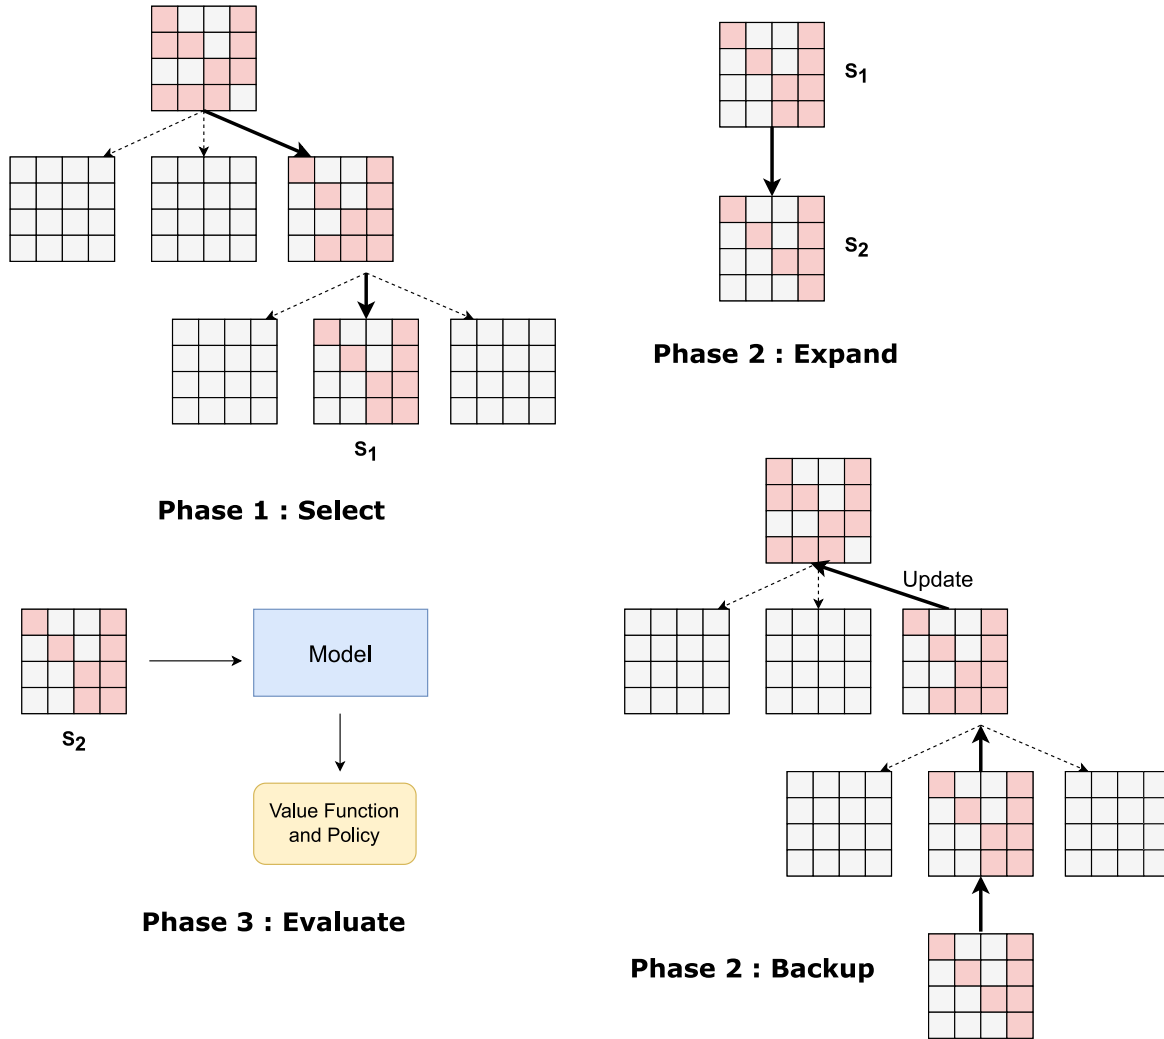 S1
S2
Phase 2 : Expand
S1
Phase 1 : Select
Update
Model
S2
Value Function
and Policy
Phase 3 : Evaluate
Phase 2 : Backup